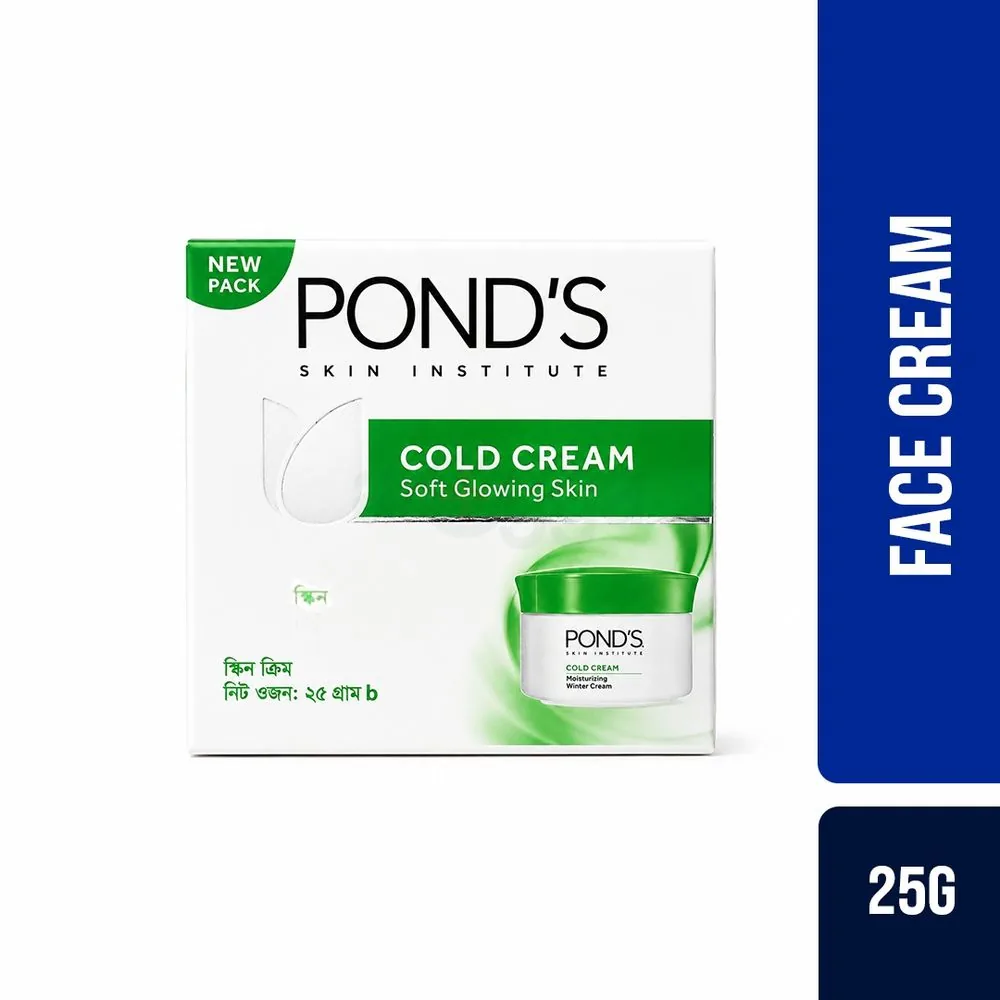 NEW
PACK
POND'S
SKIN INSTITUTE
COLD CREAM
Soft Glowing Skin
স্কিন
স্কিন ক্রিম
নিট ওজন: ২৫ গ্রাম b
POND'S
SKIN INSTITUTE
COLD CREAM
Moisturizing
Winter Cream
FACE CREAM
25G